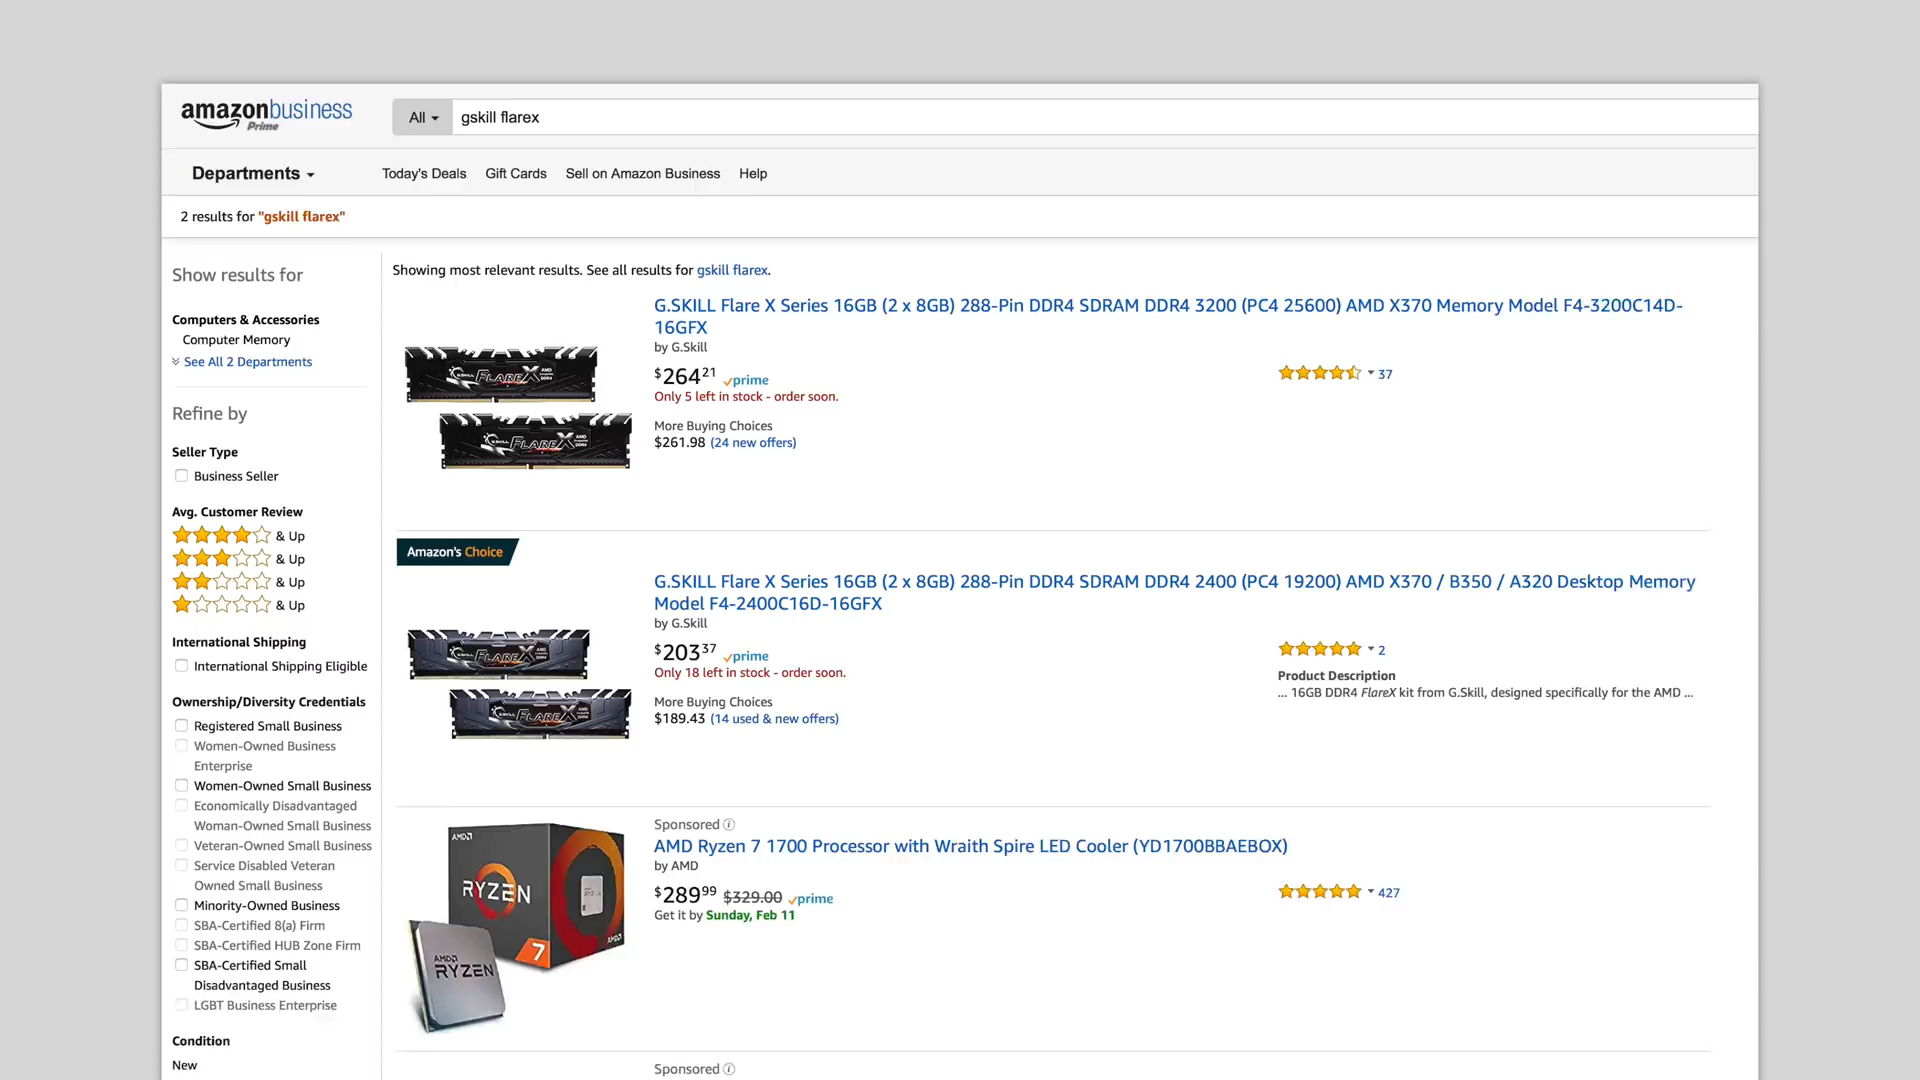 amazonbusiness
Prime
All
gskill flarex
Departments
Today's Deals
Gift Cards
Sell on Amazon Business
Help
2 results for "gskill flarex"
Show results for
Computers & Accessories
Computer Memory
See All 2 Departments
Refine by
Seller Type
Business Seller
Avg. Customer Review
& Up
& Up
& Up
& Up
International Shipping
International Shipping Eligible
Ownership/Diversity Credentials
Registered Small Business
Women-Owned Business
Enterprise
Women-Owned Small Business
Economically Disadvantaged
Woman-Owned Small Business
Veteran-Owned Small Business
Service Disabled Veteran
Owned Small Business
Minority-Owned Business
SBA-Certified 8(a) Firm
SBA-Certified HUB Zone Firm
SBA-Certified Small
Disadvantaged Business
LGBT Business Enterprise
Condition
New
Showing most relevant results. See all results for gskill flarex.
G.SKILL Flare X Series 16GB (2 x 8GB) 288-Pin DDR4 SDRAM DDR4 3200 (PC4 25600) AMD X370 Memory Model F4-3200C14D-
16GFX
by G.Skill
$264 21 prime
Only 5 left in stock - order soon.
More Buying Choices
$261.98 (24 new offers)
37
FLARE X
FLARE X
Amazon's Choice
G.SKILL Flare X Series 16GB (2 x 8GB) 288-Pin DDR4 SDRAM DDR4 2400 (PC4 19200) AMD X370 / B350 / A320 Desktop Memory
Model F4-2400C16D-16GFX
by G.Skill
$203 37 prime
Only 18 left in stock - order soon.
More Buying Choices
$189.43 (14 used & new offers)
2
Product Description
... 16GB DDR4 FlareX kit from G.Skill, designed specifically for the AMD ...
FLARE X
FLARE X
Sponsored
AMD Ryzen 7 1700 Processor with Wraith Spire LED Cooler (YD1700BBAEBOX)
by AMD
$289 99 $329.00 prime
Get it by Sunday, Feb 11
427
AMD
RYZEN
7
AMD
AMD
RYZEN
Sponsored